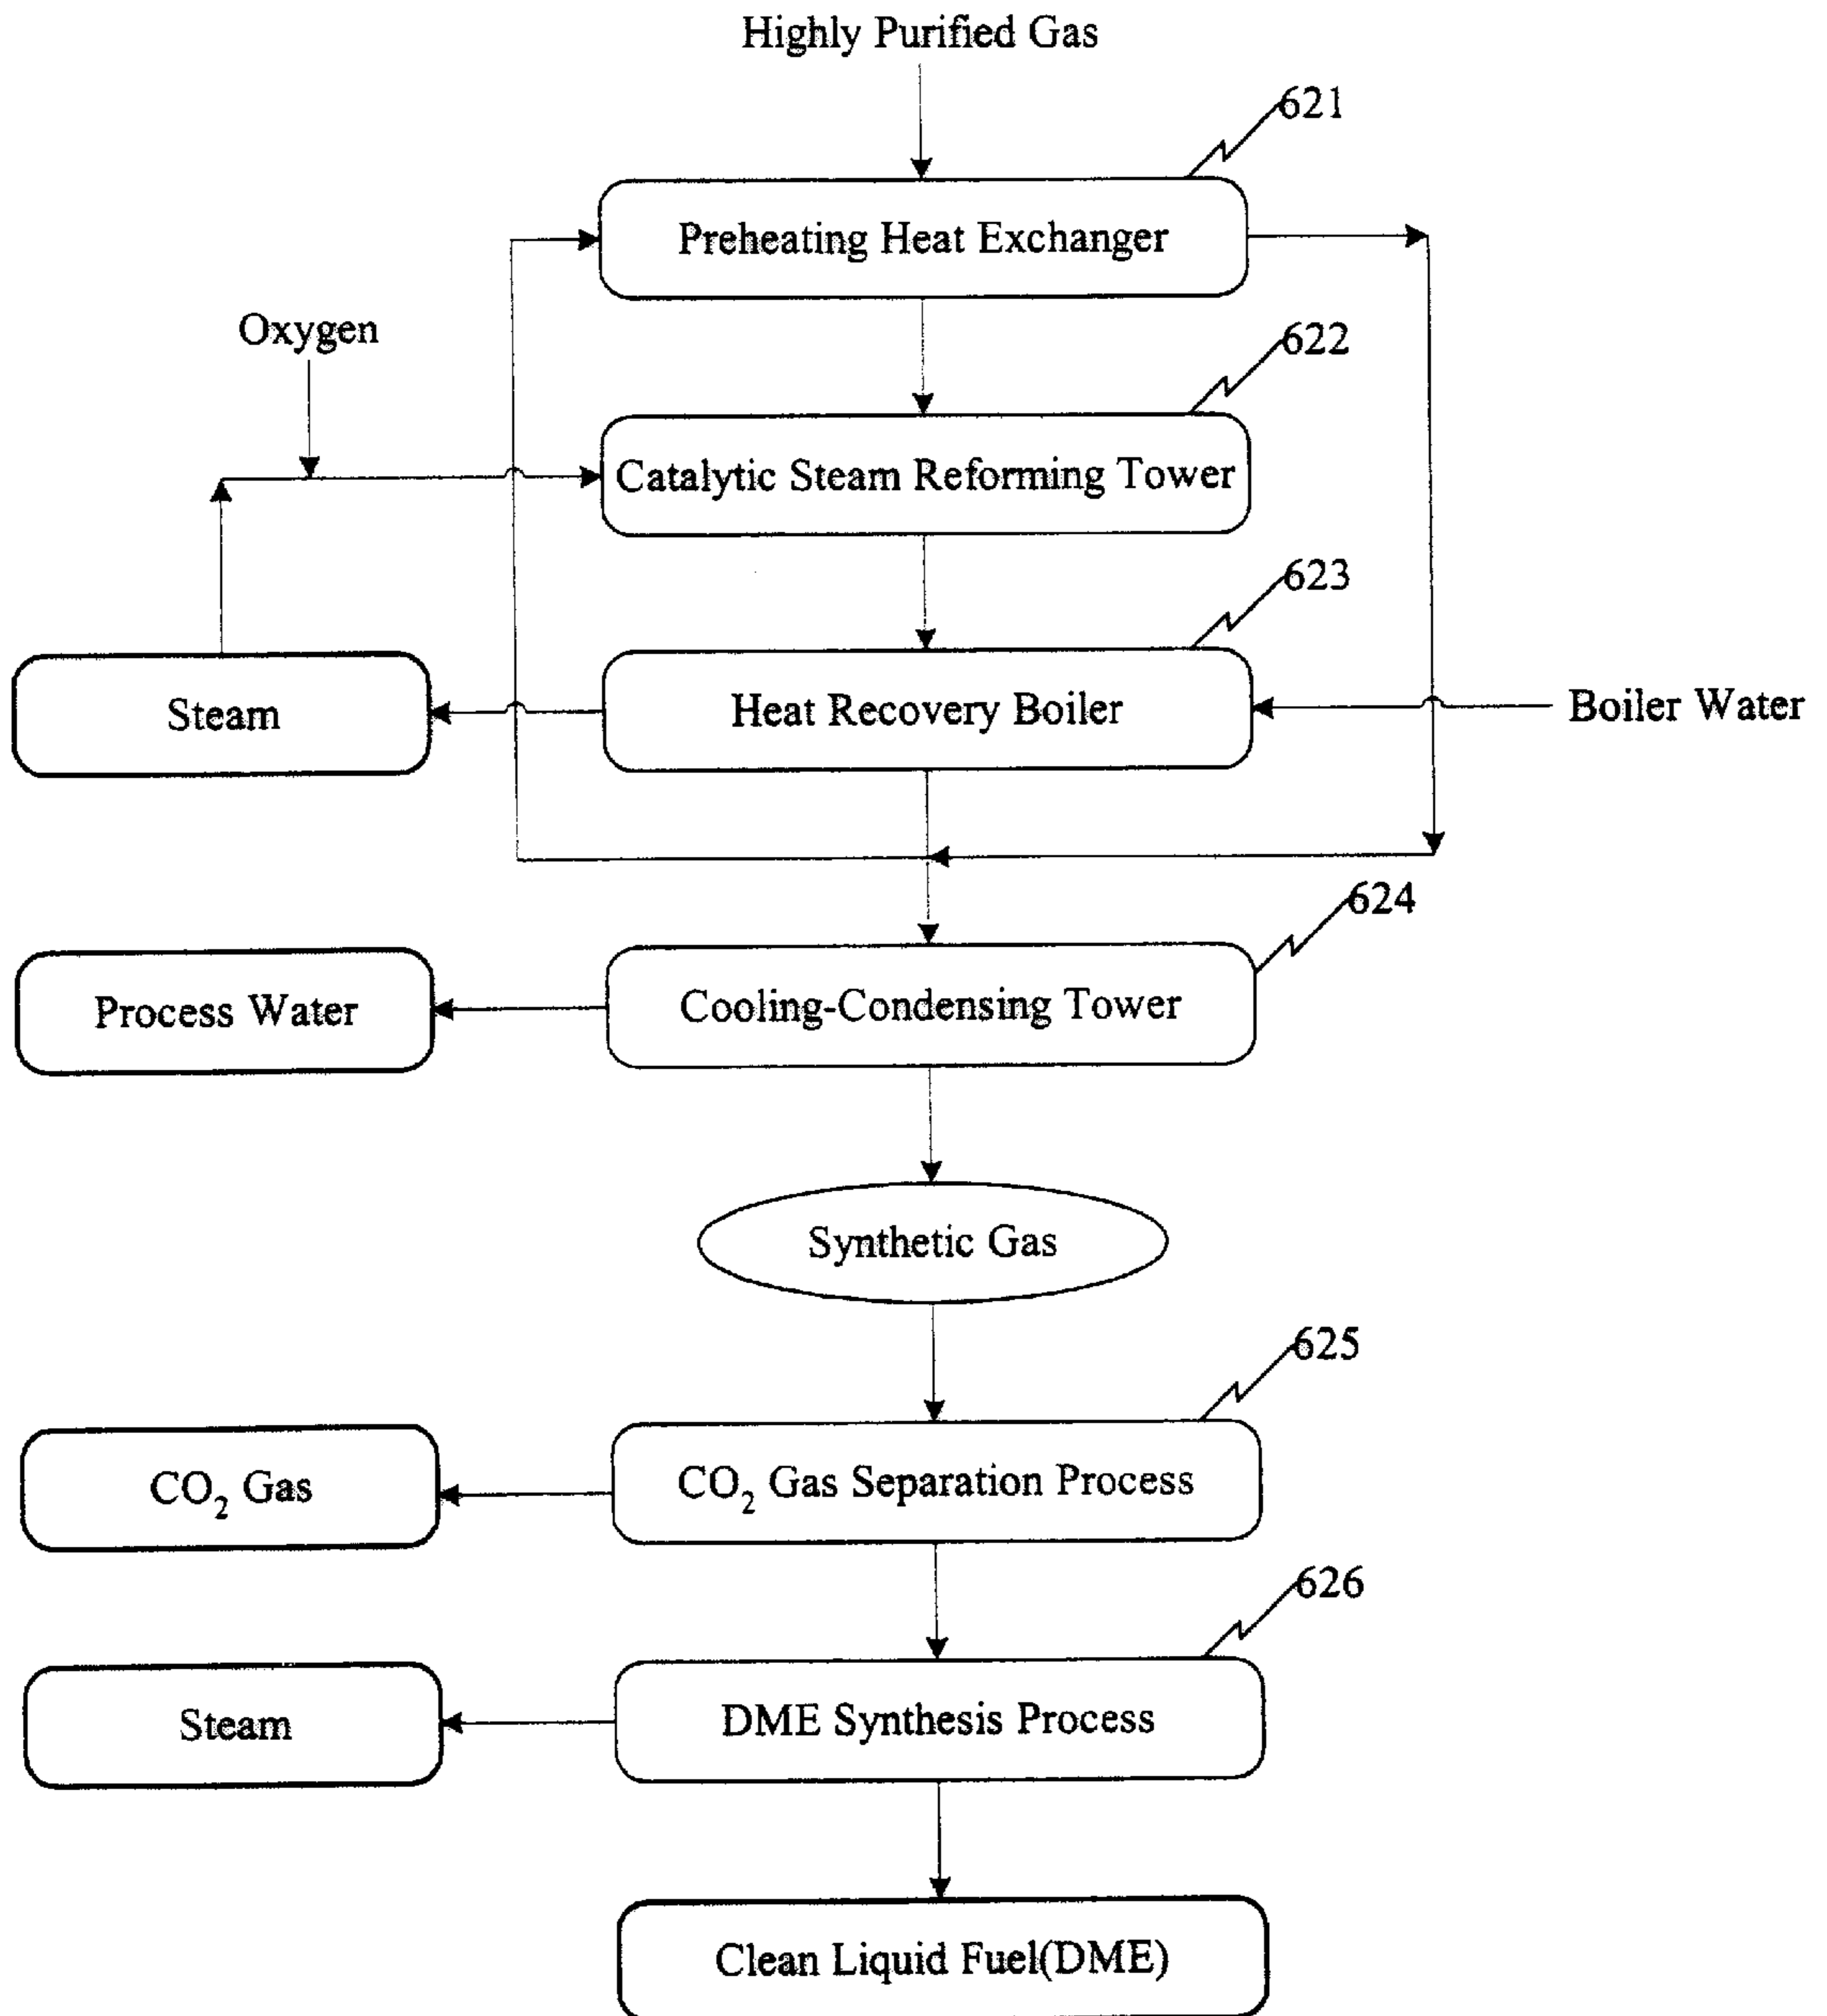 Highly Purified Gas
621
Preheating Heat Exchanger
Oxygen
622
Catalytic Steam Reforming Tower
623
Steam
Heat Recovery Boiler
Boiler Water
624
Process Water
Cooling-Condensing Tower
Synthetic Gas
625
CO₂ Gas
CO₂ Gas Separation Process
626
Steam
DME Synthesis Process
Clean Liquid Fuel(DME)